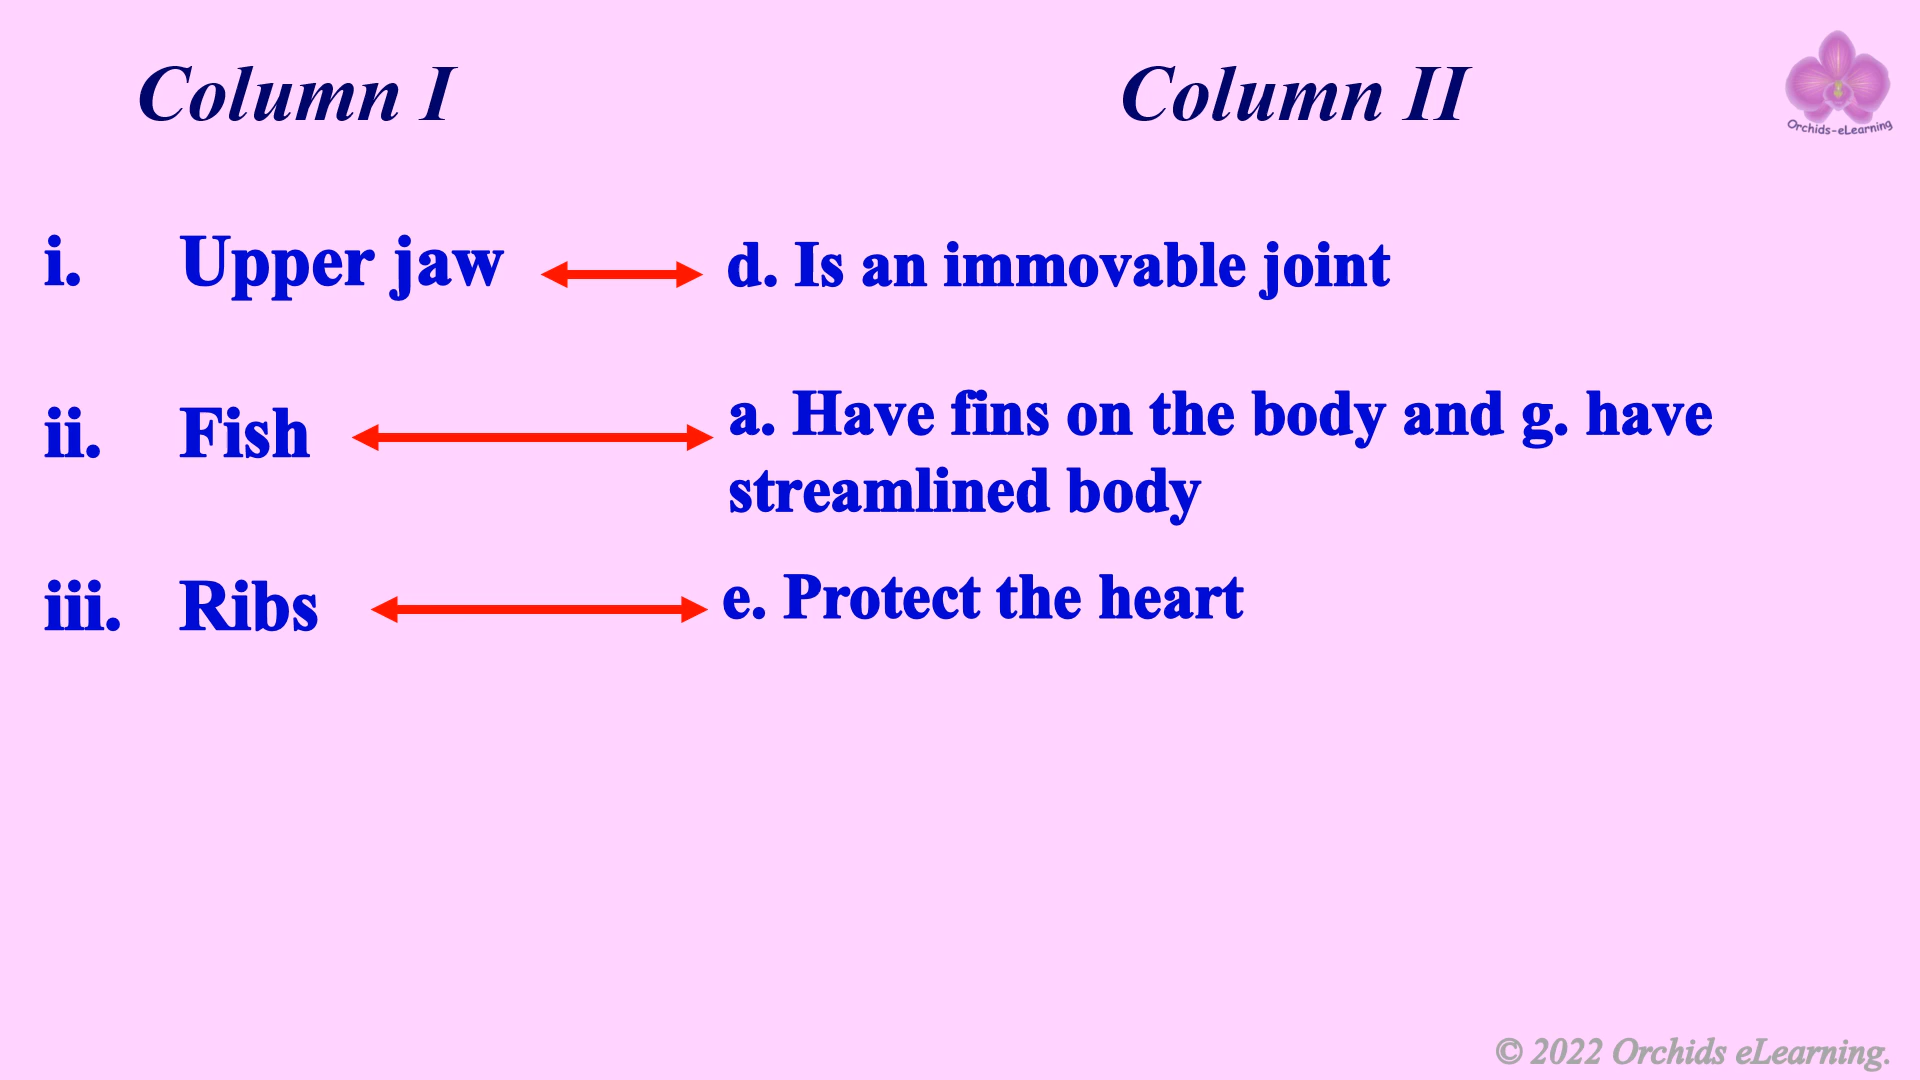 Column I
Column II
Orchids-eLearning
i. Upper jaw
d. Is an immovable joint
ii. Fish
a. Have fins on the body and g. have
streamlined body
iii. Ribs
e. Protect the heart
© 2022 Orchids eLearning.